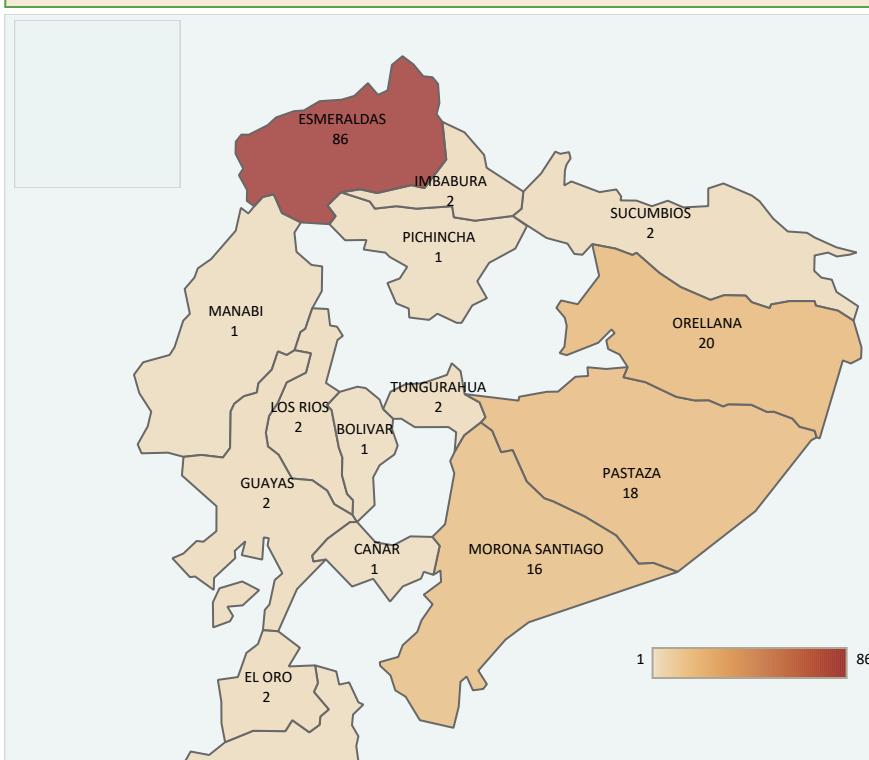 ESMERALDAS
86
IMBABURA
2
SUCUMBIOS
2
PICHINCHA
1
MANABI
1
ORELLANA
20
TUNGURAHUA
2
LOS RIOS
2
BOLIVAR
1
PASTAZA
18
GUAYAS
2
CAÑAR
1
MORONA SANTIAGO
16
EL ORO
2
1
86